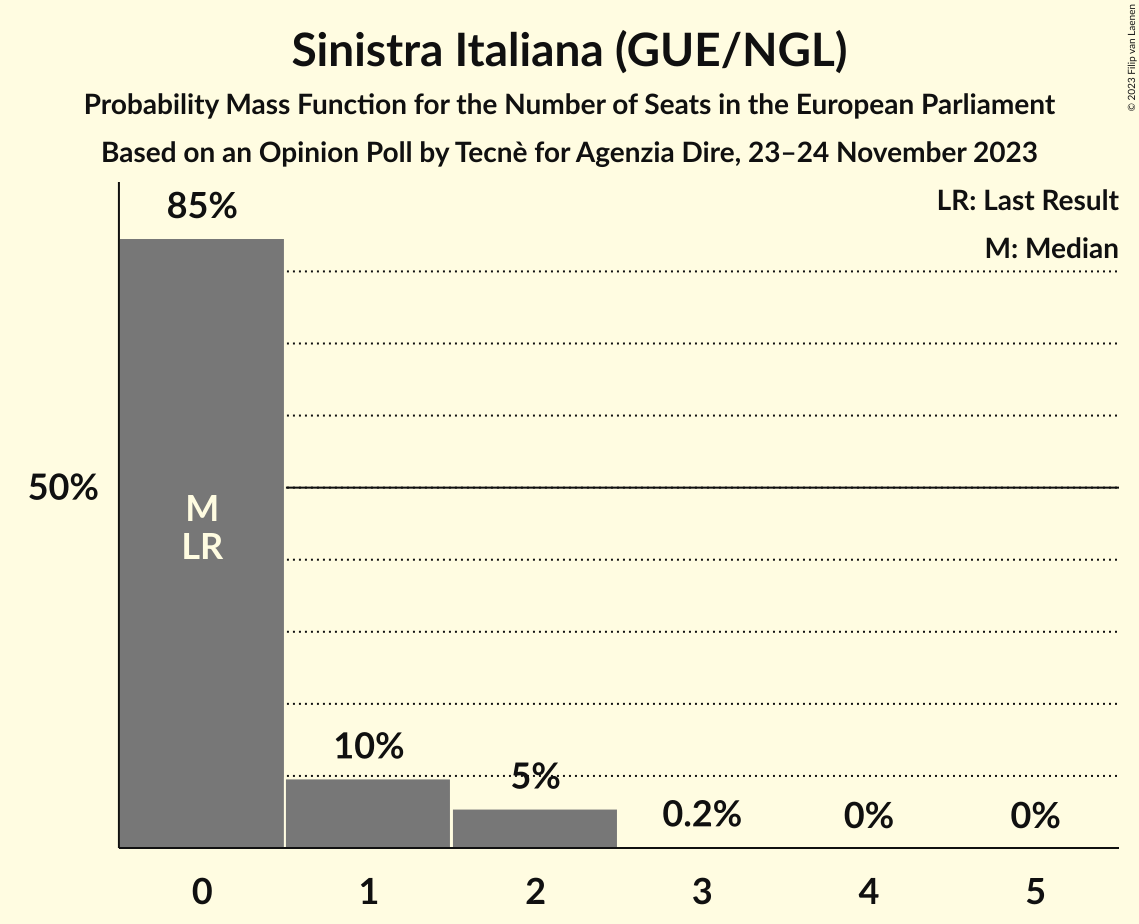 © 2023 Filip van Laenen
Sinistra Italiana (GUE/NGL)
Probability Mass Function for the Number of Seats in the European Parliament
Based on an Opinion Poll by Tecnè for Agenzia Dire, 23–24 November 2023
LR: Last Result
M: Median
85%
50%
M
LR
10%
5%
0.2%
0%
0%
0
1
2
3
4
5